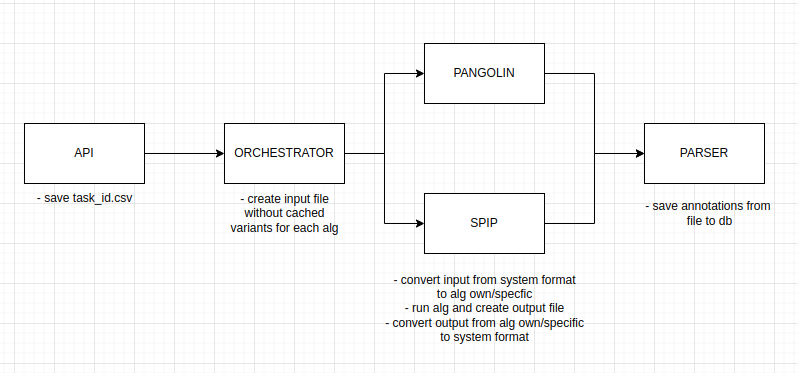 PANGOLIN
API
ORCHESTRATOR
PARSER
- save task_id.csv
- create input file
without cached
variants for each alg
SPIP
- save annotations from
file to db
- convert input from system format
to alg own/specfic
- run alg and create output file
- convert output from alg own/specific
to system format